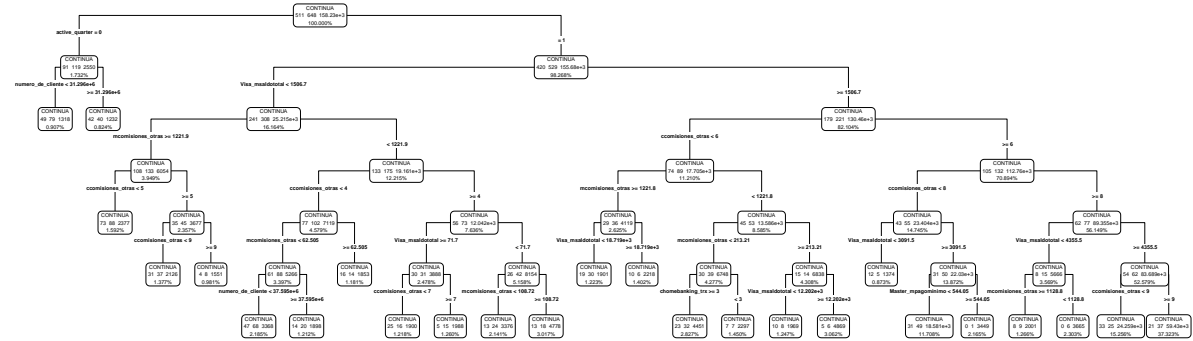 CONTINUA
511 648 158.23e+3
100.000%
active_quarter = 0
= 1
CONTINUA
91 119 2550
1.732%
CONTINUA
420 529 155.68e+3
98.268%
numero_de_cliente < 31.296e+6
>= 31.296e+6
Visa_msaldototal < 1596.7
>= 1596.7
CONTINUA
49 79 1318
0.907%
CONTINUA
42 40 1232
0.824%
CONTINUA
241 308 25.215e+3
16.164%
CONTINUA
179 221 130.46e+3
82.104%
mcomisiones_otras >= 1221.9
< 1221.9
ccomisiones_otras < 6
>= 6
CONTINUA
108 133 6054
3.949%
CONTINUA
133 175 19.161e+3
12.215%
CONTINUA
74 89 17.705e+3
11.210%
CONTINUA
105 132 112.76e+3
70.894%
ccomisiones_otras < 5
>= 5
ccomisiones_otras < 4
>= 4
mcomisiones_otras >= 1221.8
< 1221.8
ccomisiones_otras < 8
>= 8
CONTINUA
73 88 2377
1.592%
CONTINUA
35 45 3677
2.357%
CONTINUA
77 102 7119
4.579%
CONTINUA
56 73 12.042e+3
7.636%
CONTINUA
29 36 4119
2.625%
CONTINUA
45 53 13.586e+3
8.585%
CONTINUA
43 55 23.404e+3
14.745%
CONTINUA
62 77 89.355e+3
56.149%
ccomisiones_otras < 9
>= 9
mcomisiones_otras < 62.505
>= 62.505
Visa_msaldototal >= 71.7
< 71.7
Visa_msaldototal < 18.719e+3
>= 18.719e+3
mcomisiones_otras < 213.21
>= 213.21
Visa_msaldototal < 3091.5
>= 3091.5
Visa_msaldototal < 4355.5
>= 4355.5
CONTINUA
31 37 2126
1.377%
CONTINUA
4 8 1551
0.981%
CONTINUA
61 88 5266
3.397%
CONTINUA
16 14 1853
1.181%
CONTINUA
30 31 3888
2.478%
CONTINUA
26 42 8154
5.158%
CONTINUA
19 30 1901
1.223%
CONTINUA
10 6 2218
1.402%
CONTINUA
30 39 6748
4.277%
CONTINUA
15 14 6838
4.308%
CONTINUA
12 5 1374
0.873%
CONTINUA
31 50 22.03e+3
13.872%
CONTINUA
8 15 5666
3.569%
CONTINUA
54 62 83.689e+3
52.579%
numero_de_cliente < 37.595e+6
>= 37.595e+6
ccomisiones_otras < 7
>= 7
mcomisiones_otras < 108.72
>= 108.72
chomebanking_trx >= 3
< 3
Visa_msaldototal < 12.202e+3
>= 12.202e+3
Master_mpagominimo < 544.65
>= 544.65
mcomisiones_otras >= 1128.8
< 1128.8
ccomisiones_otras < 9
>= 9
CONTINUA
47 68 3368
2.185%
CONTINUA
14 20 1898
1.212%
CONTINUA
25 16 1900
1.218%
CONTINUA
5 15 1988
1.260%
CONTINUA
13 24 3376
2.141%
CONTINUA
13 18 4778
3.017%
CONTINUA
23 32 4451
2.827%
CONTINUA
7 7 2297
1.450%
CONTINUA
10 8 1969
1.247%
CONTINUA
5 6 4869
3.062%
CONTINUA
31 49 18.581e+3
11.708%
CONTINUA
0 1 3449
2.165%
CONTINUA
8 9 2001
1.266%
CONTINUA
0 6 3665
2.303%
CONTINUA
33 25 24.259e+3
15.256%
CONTINUA
21 37 59.43e+3
37.323%